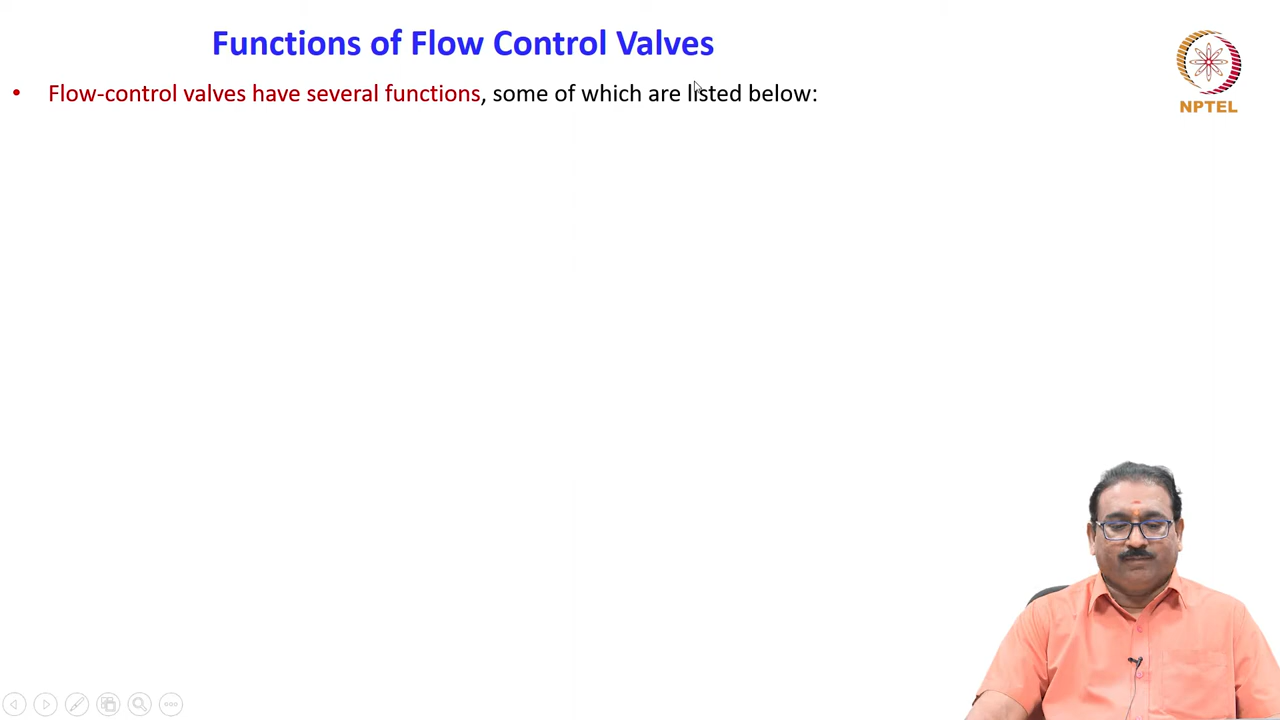 Functions of Flow Control Valves
• Flow-control valves have several functions, some of which are listed below:
NPTEL